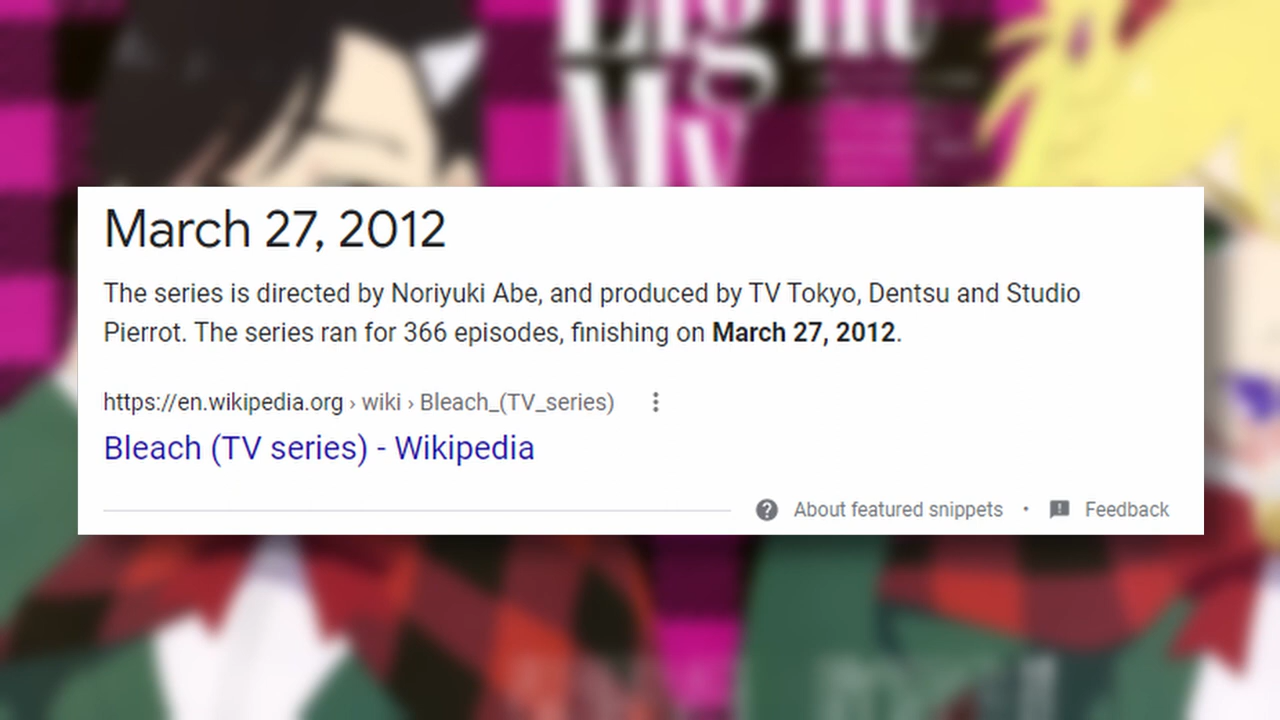 Light
My
March 27, 2012
The series is directed by Noriyuki Abe, and produced by TV Tokyo, Dentsu and Studio
Pierrot. The series ran for 366 episodes, finishing on March 27, 2012.
https://en.wikipedia.org › wiki › Bleach_(TV_series)
Bleach (TV series) - Wikipedia
About featured snippets • Feedback